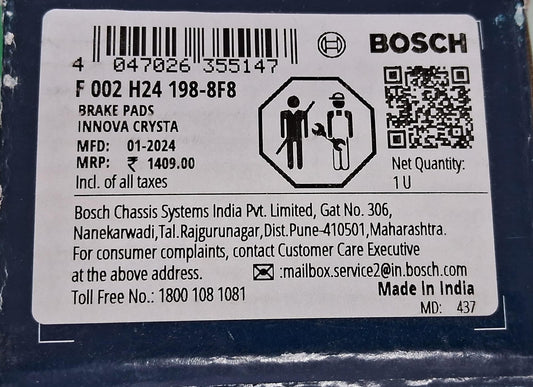 BOSCH
4 047026 355147
F 002 H24 198-8F8
BRAKE PADS
INNOVA CRYSTA
MFD: 01-2024
MRP: ₹ 1409.00
Incl. of all taxes
Net Quantity:
1 U
Bosch Chassis Systems India Pvt. Limited, Gat No. 306,
Nanekarwadi,Tal.Rajgurunagar,Dist.Pune-410501,Maharashtra.
For consumer complaints, contact Customer Care Executive
at the above address. :mailbox.service2@in.bosch.com
Toll Free No.: 1800 108 1081
Made in India
MD: 437